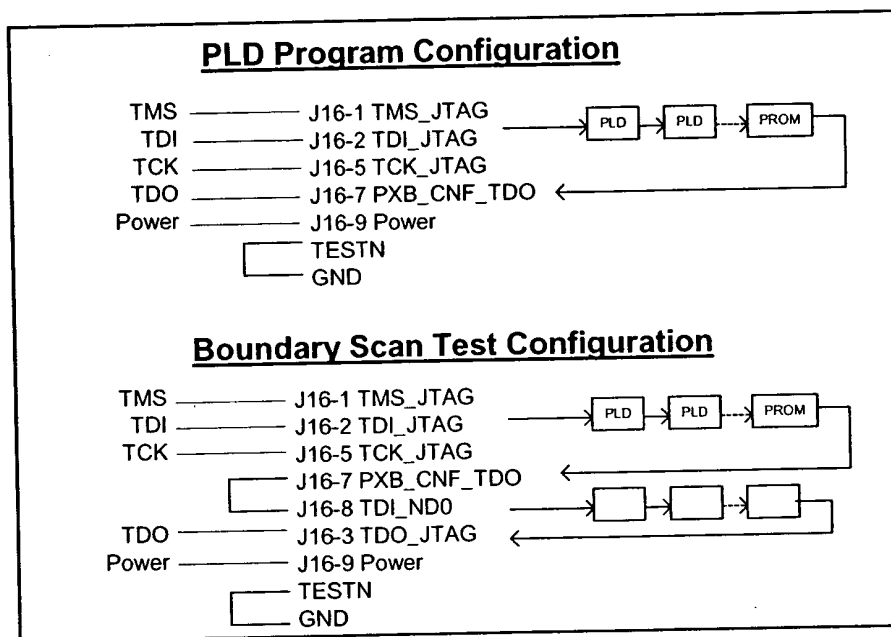 PLD Program Configuration
TMS J16-1 TMS_JTAG
TDI J16-2 TDI_JTAG
TCK J16-5 TCK_JTAG
TDO J16-7 PXB_CNF_TDO
Power J16-9 Power
TESTN
GND
PLD PLD PROM
Boundary Scan Test Configuration
TMS J16-1 TMS_JTAG
TDI J16-2 TDI_JTAG
TCK J16-5 TCK_JTAG
J16-7 PXB_CNF_TDO
J16-8 TDI_ND0
TDO J16-3 TDO_JTAG
Power J16-9 Power
TESTN
GND
PLD PLD PROM